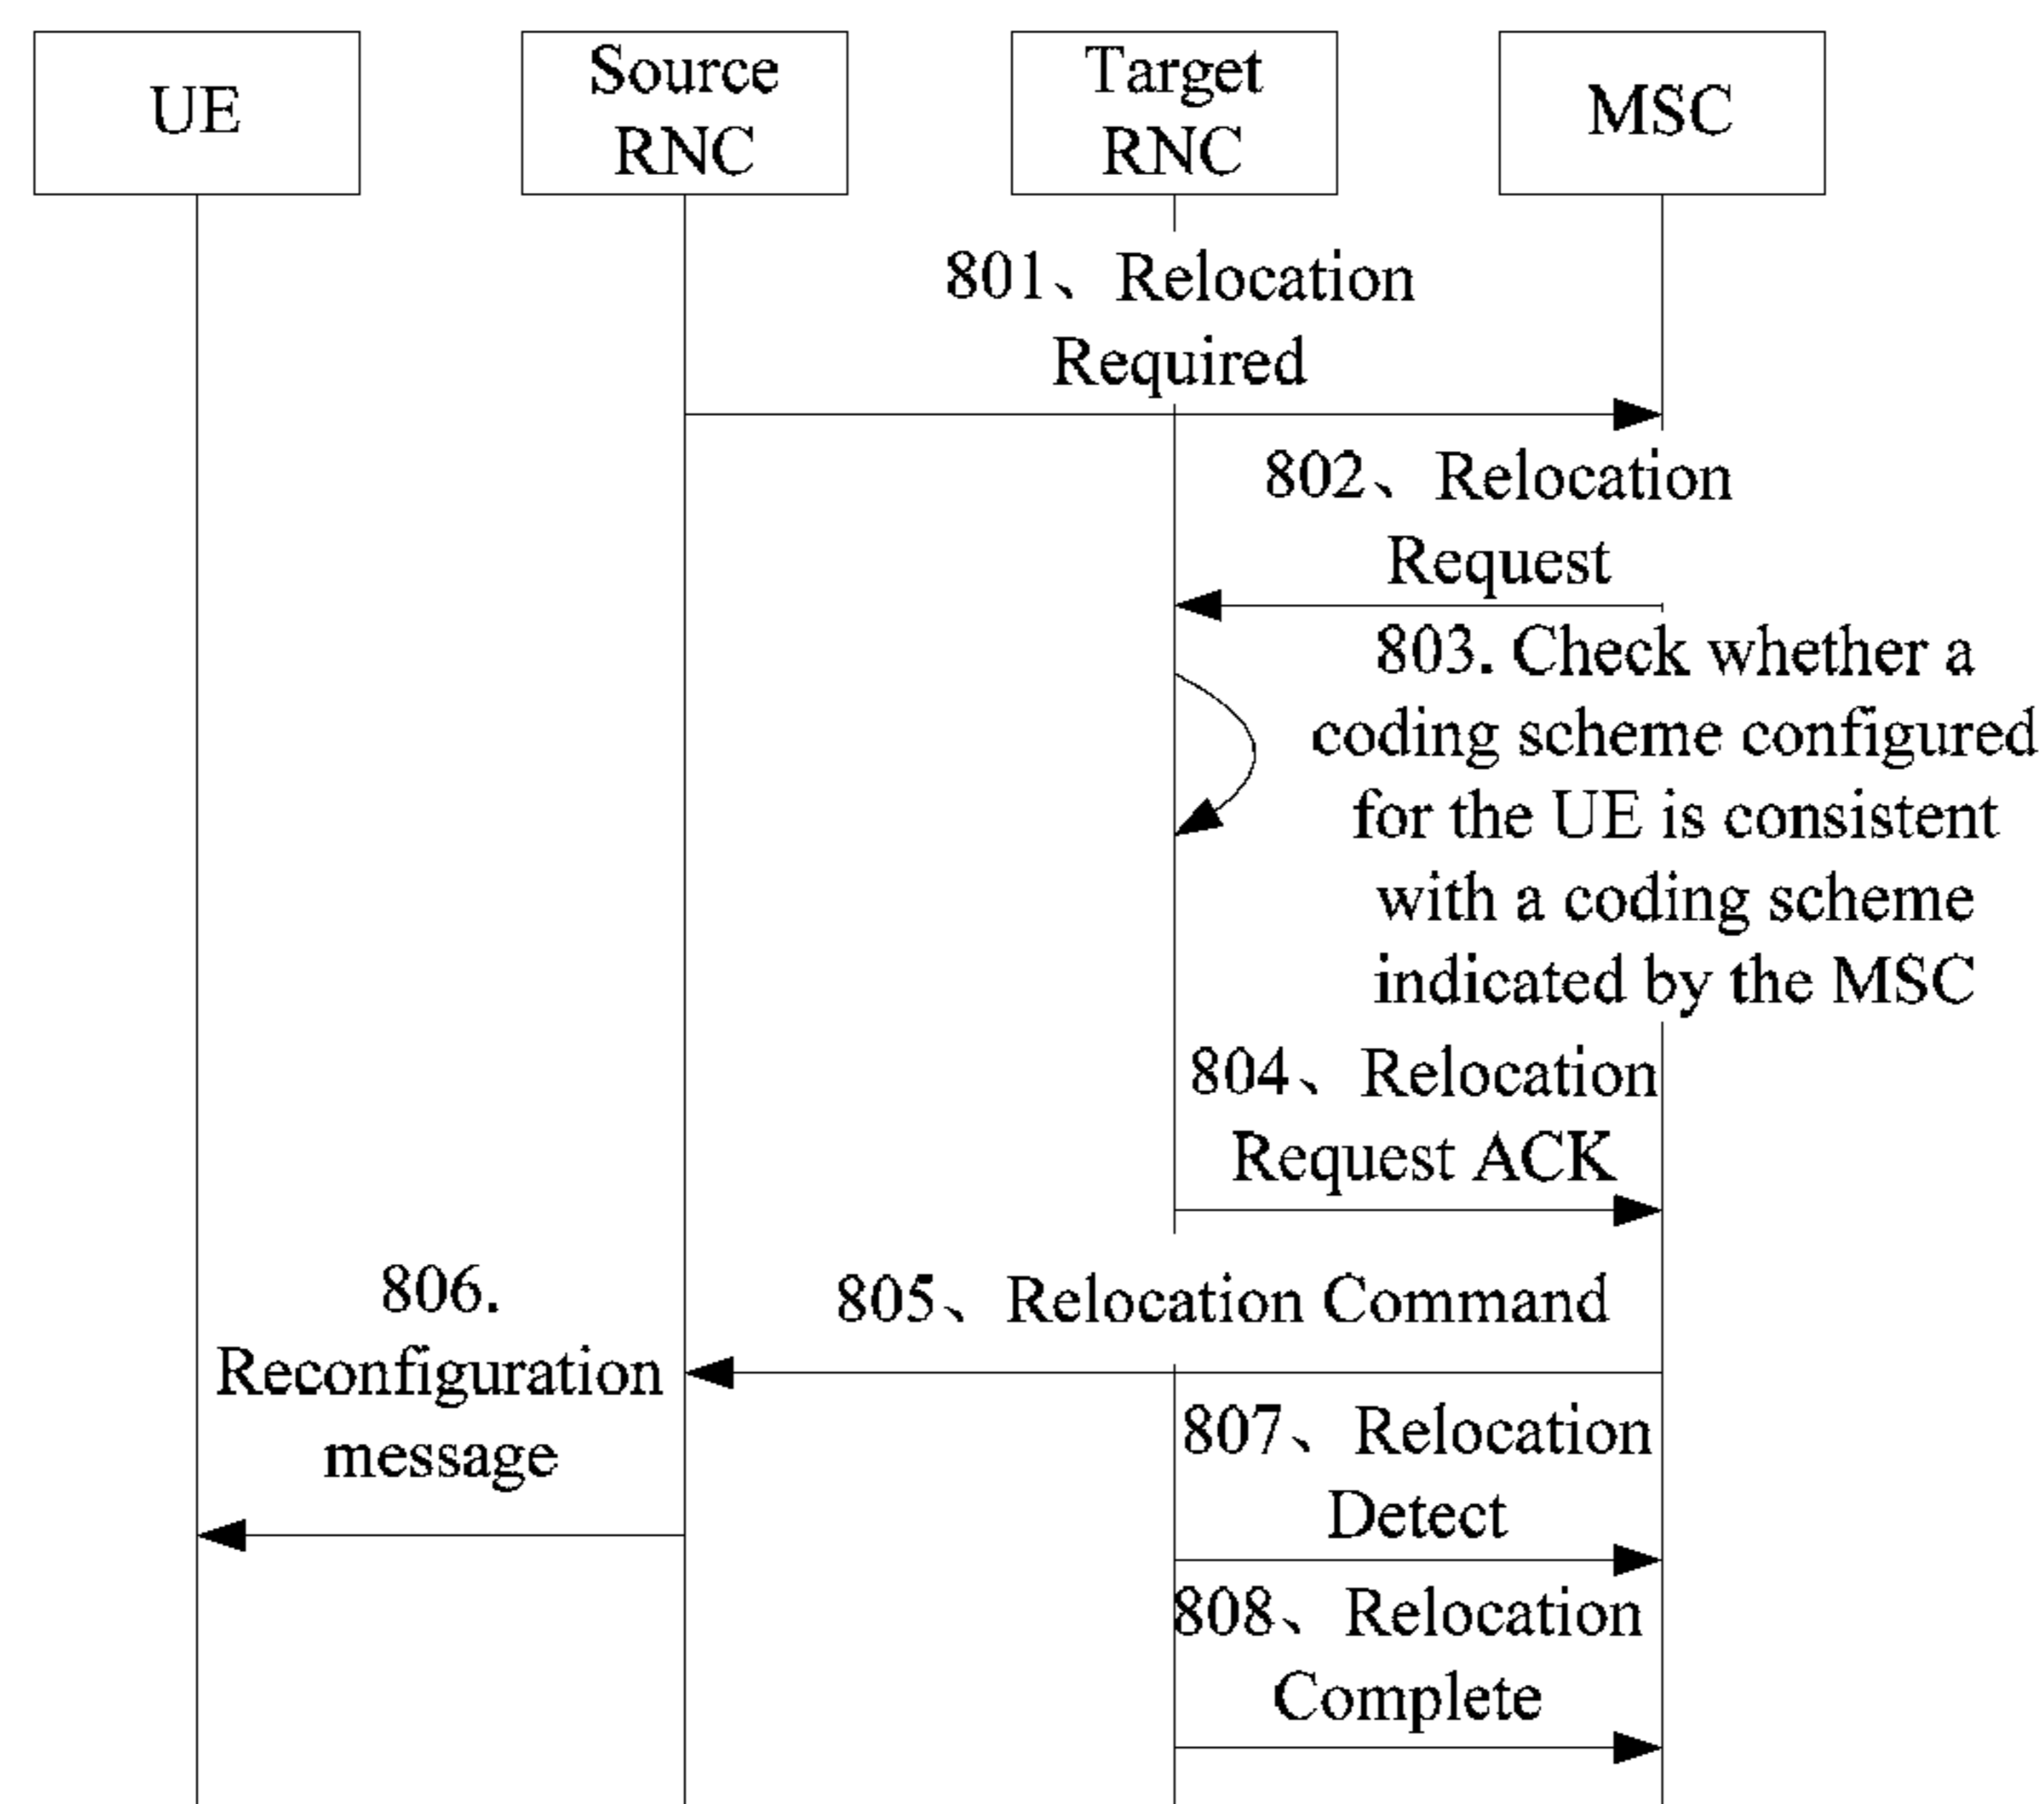 UE
Source
RNC
Target
RNC
MSC
801、Relocation
Required
802、Relocation
Request
803. Check whether a
coding scheme configured
for the UE is consistent
with a coding scheme
indicated by the MSC
804、Relocation
Request ACK
805、Relocation Command
806.
Reconfiguration
message
807、Relocation
Detect
808、Relocation
Complete